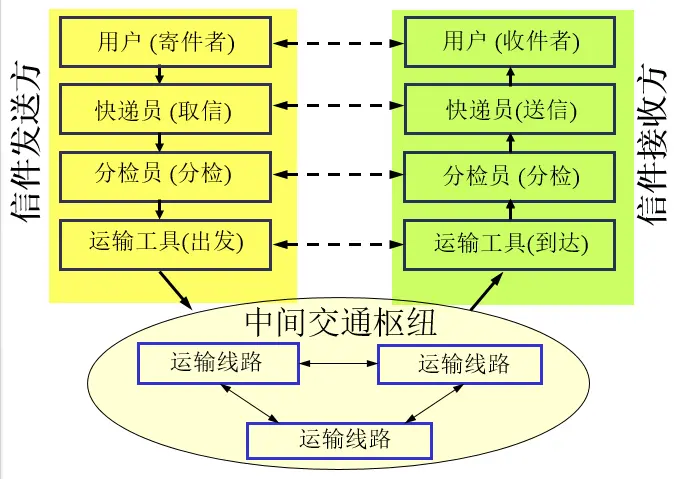 信件发送方
用户 (寄件者)
快递员 (取信)
分检员 (分检)
运输工具(出发)
用户 (收件者)
快递员(送信)
分检员 (分检)
运输工具(到达)
信件接收方
中间交通枢纽
运输线路
运输线路
运输线路